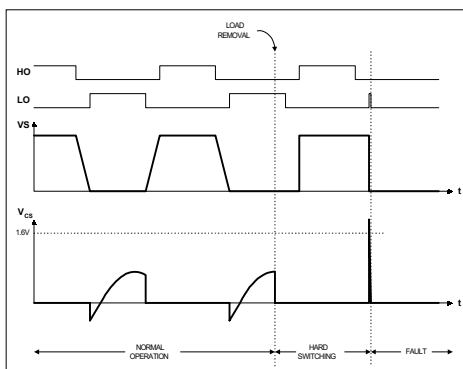 LOAD
REMOVAL
HO
LO
VS
t
VCS
1.6V
t
NORMAL
OPERATION
HARD
SWITCHING
FAULT